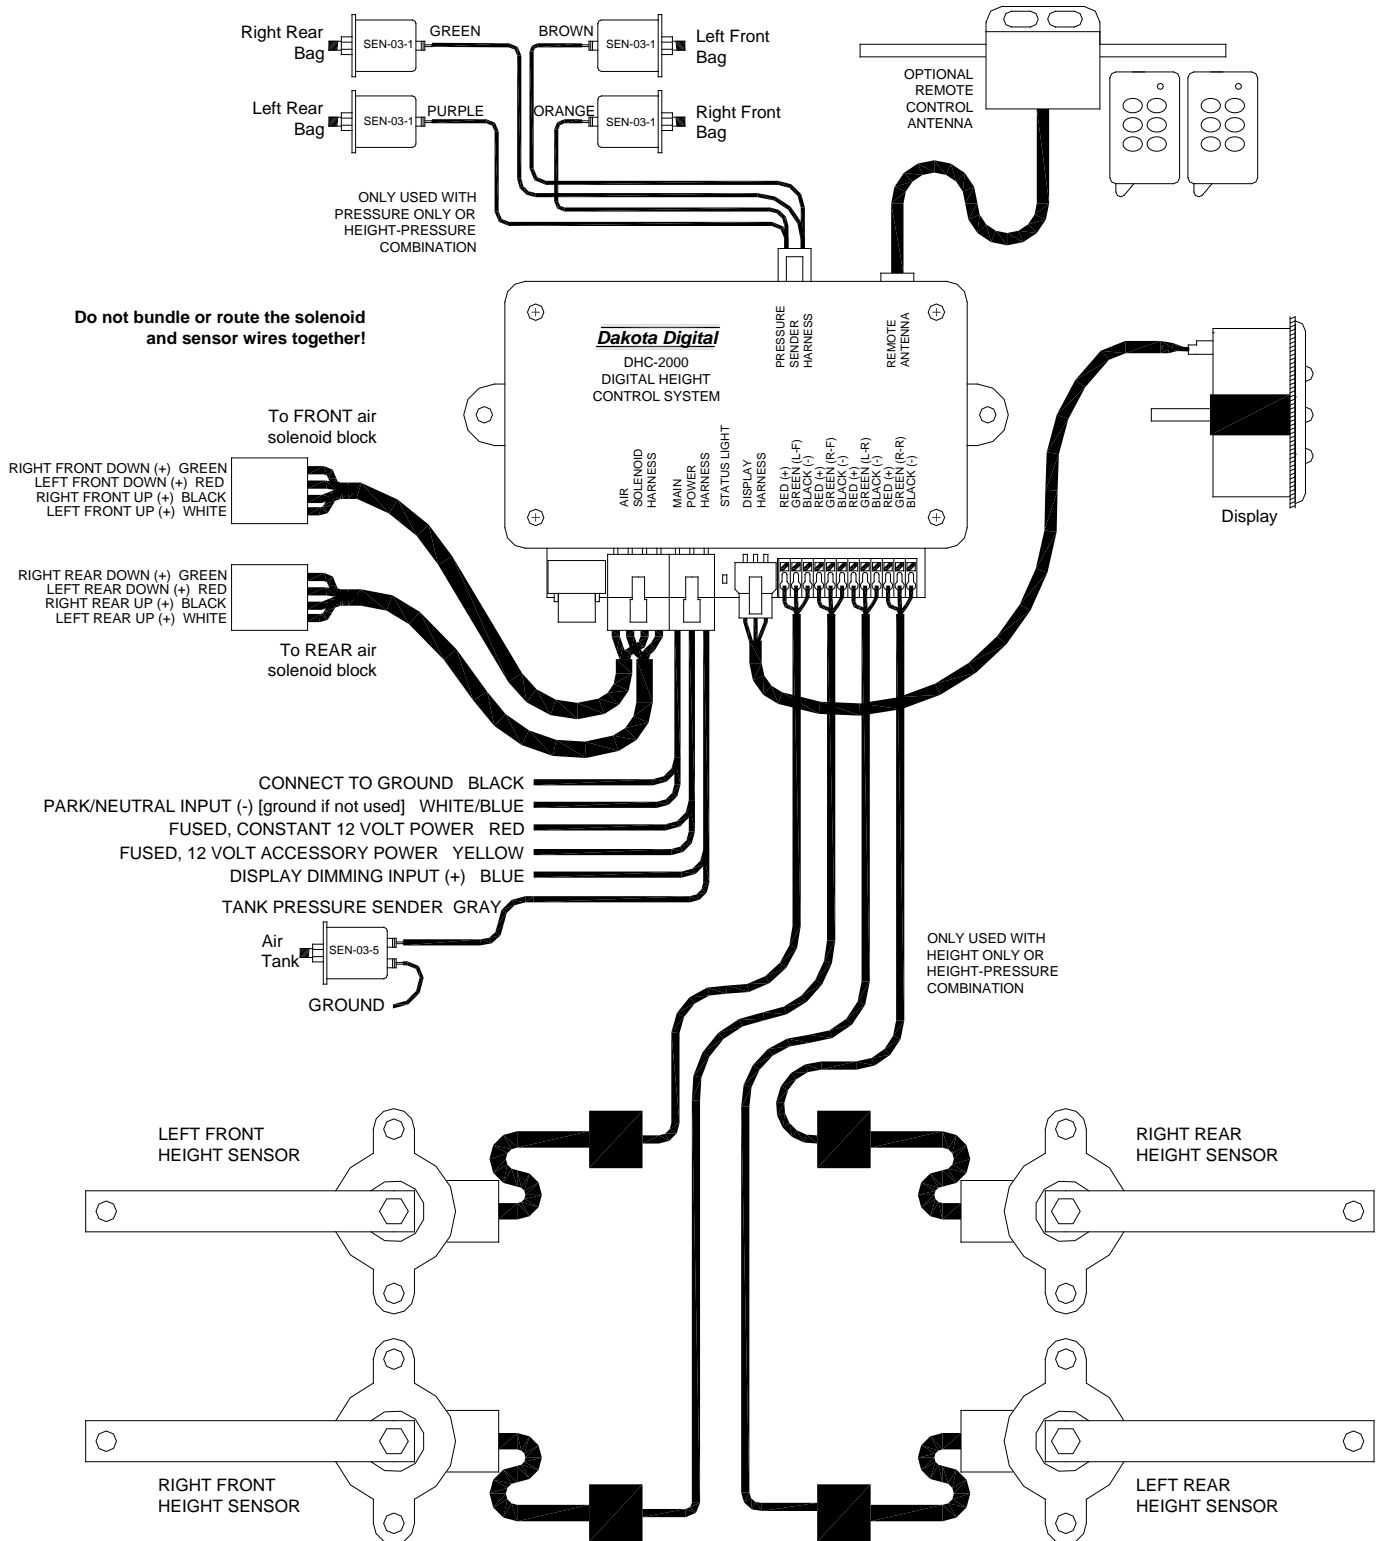 Right Rear
Bag
SEN-03-1
GREEN
BROWN
SEN-03-1
Left Front
Bag
Left Rear
Bag
SEN-03-1
PURPLE
ORANGE
SEN-03-1
Right Front
Bag
OPTIONAL
REMOTE
CONTROL
ANTENNA
ONLY USED WITH
PRESSURE ONLY OR
HEIGHT-PRESSURE
COMBINATION
Do not bundle or route the solenoid
and sensor wires together!
Dakota Digital
DHC-2000
DIGITAL HEIGHT
CONTROL SYSTEM
PRESSURE
SENDER
HARNESS
REMOTE
ANTENNA
AIR
SOLENOID
HARNESS
MAIN
POWER
HARNESS
STATUS LIGHT
DISPLAY
HARNESS
RED (+)
GREEN (L-F)
BLACK (-)
RED (+)
GREEN (R-F)
BLACK (-)
RED (+)
GREEN (L-R)
BLACK (-)
RED (+)
GREEN (R-R)
BLACK (-)
Display
To FRONT air
solenoid block
RIGHT FRONT DOWN (+) GREEN
LEFT FRONT DOWN (+) RED
RIGHT FRONT UP (+) BLACK
LEFT FRONT UP (+) WHITE
RIGHT REAR DOWN (+) GREEN
LEFT REAR DOWN (+) RED
RIGHT REAR UP (+) BLACK
LEFT REAR UP (+) WHITE
To REAR air
solenoid block
CONNECT TO GROUND BLACK
PARK/NEUTRAL INPUT (-) [ground if not used] WHITE/BLUE
FUSED, CONSTANT 12 VOLT POWER RED
FUSED, 12 VOLT ACCESSORY POWER YELLOW
DISPLAY DIMMING INPUT (+) BLUE
TANK PRESSURE SENDER GRAY
Air
Tank
SEN-03-5
GROUND
ONLY USED WITH
HEIGHT ONLY OR
HEIGHT-PRESSURE
COMBINATION
LEFT FRONT
HEIGHT SENSOR
RIGHT REAR
HEIGHT SENSOR
RIGHT FRONT
HEIGHT SENSOR
LEFT REAR
HEIGHT SENSOR